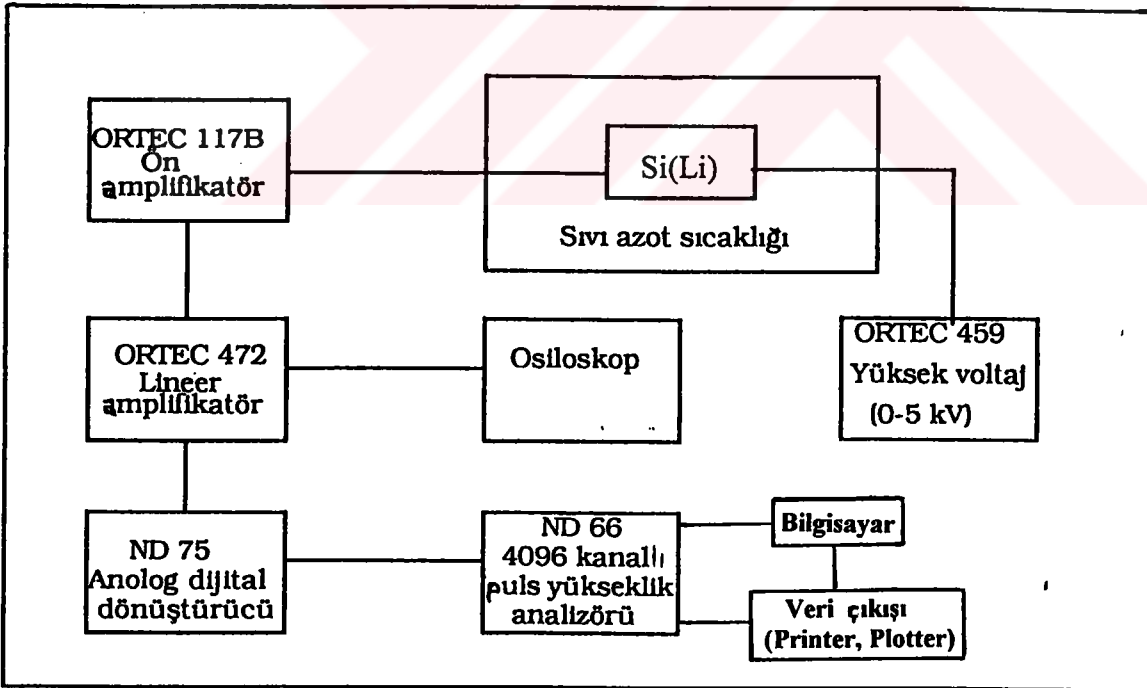 ORTEC 117B
Ön
amplifikatör
Si(Li)
Sıvı azot sıcaklığı
ORTEC 472
Lineer
amplifikatör
Osiloskop
ORTEC 459
Yüksek voltaj
(0-5 kV)
ND 75
Anolog dijital
dönüştürücü
ND 66
4096 kanallı
puls yükseklik
analizörü
Bilgisayar
Veri çıkışı
(Printer, Plotter)